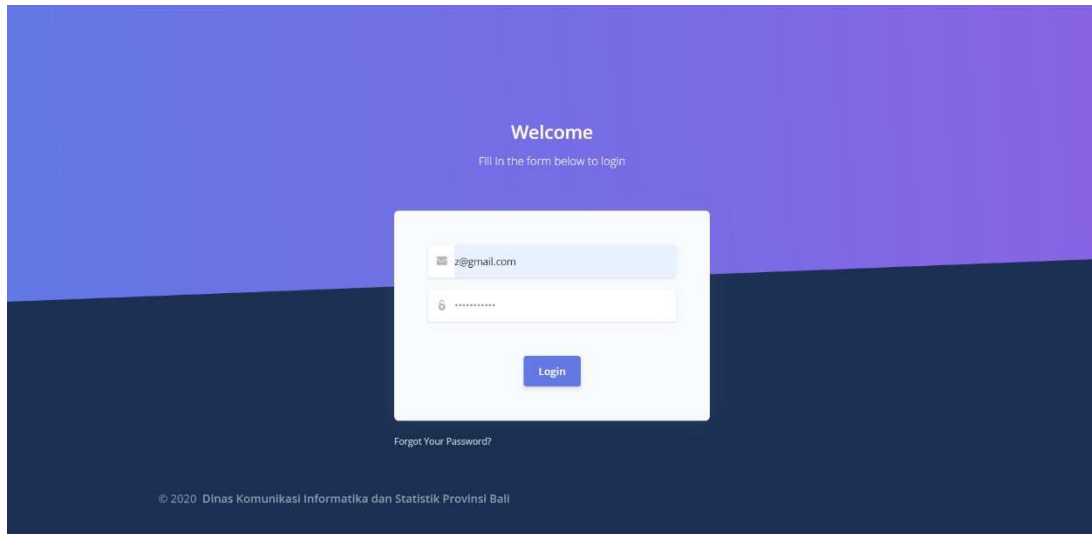 Welcome
Fill in the form below to login
z@gmail.com
•••••••••••
Login
Forgot Your Password?
© 2020 Dinas Komunikasi Informatika dan Statistik Provinsi Bali